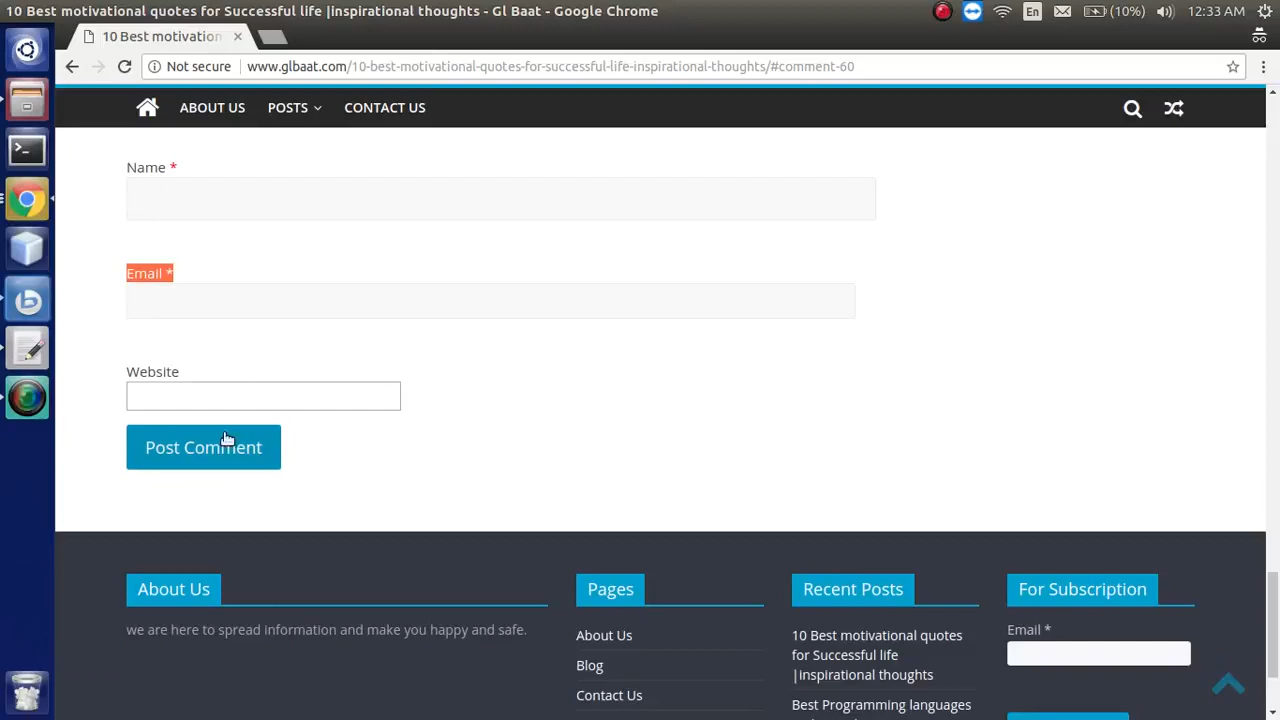 10 Best motivational quotes for Successful life |inspirational thoughts - Gl Baat - Google Chrome
En
(10%)
12:33 AM
10 Best motivation
Not secure
www.glbaat.com/10-best-motivational-quotes-for-successful-life-inspirational-thoughts/#comment-60
ABOUT US
POSTS
CONTACT US
Name *
Email *
Website
Post Comment
About Us
we are here to spread information and make you happy and safe.
Pages
About Us
Blog
Contact Us
Recent Posts
10 Best motivational quotes
for Successful life
|inspirational thoughts
Best Programming languages
For Subscription
Email *